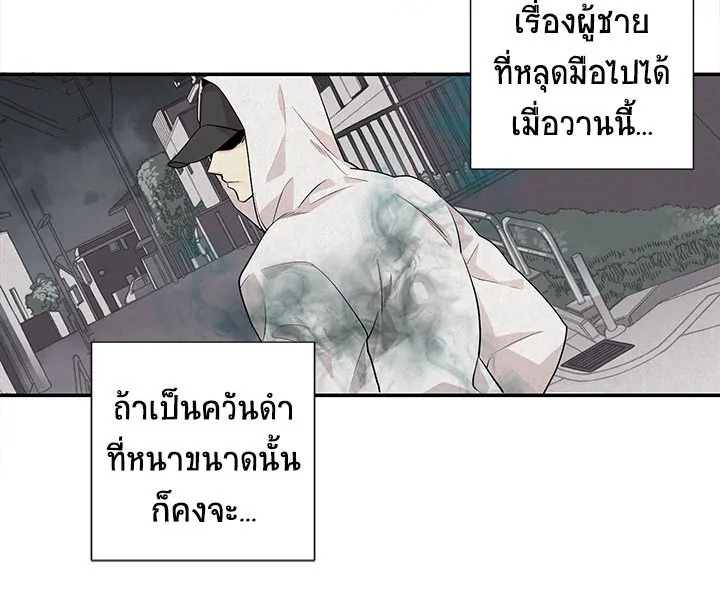 เรื่องผู้ชาย
ที่หลุดมือไปได้
เมื่อวานนี้...
ถ้าเป็นควันดำ
ที่หนาขนาดนั้น
ก็คงจะ...